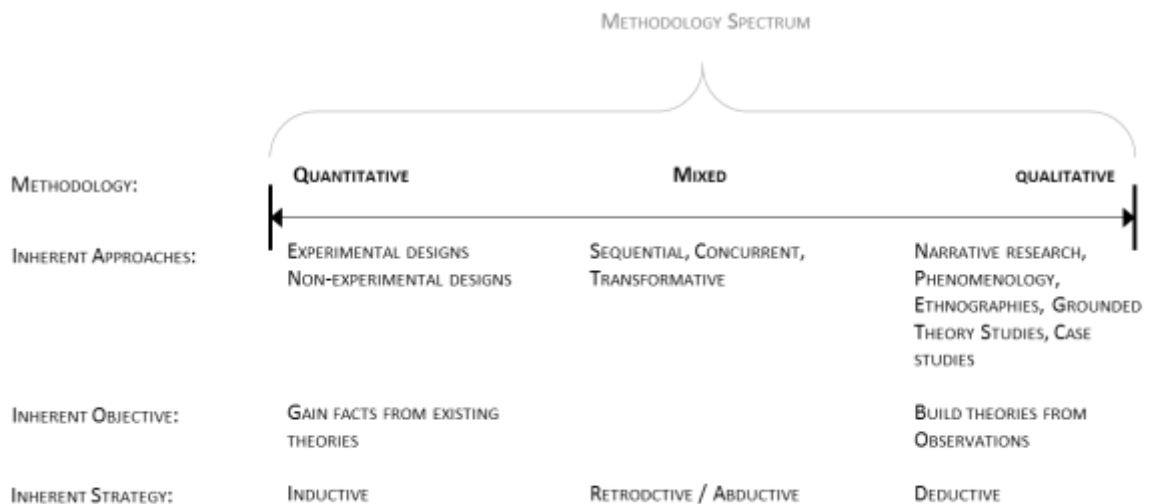 Methodology Spectrum
Methodology:
Quantitative
Mixed
qualitative
Inherent Approaches:
Experimental designs
Non-experimental designs
Sequential, Concurrent,
Transformative
Narrative research,
Phenomenology,
Ethnographies, Grounded
Theory Studies, Case
studies
Inherent Objective:
Gain facts from existing
theories
Build theories from
Observations
Inherent Strategy:
Inductive
Retrodctive / Abductive
Deductive